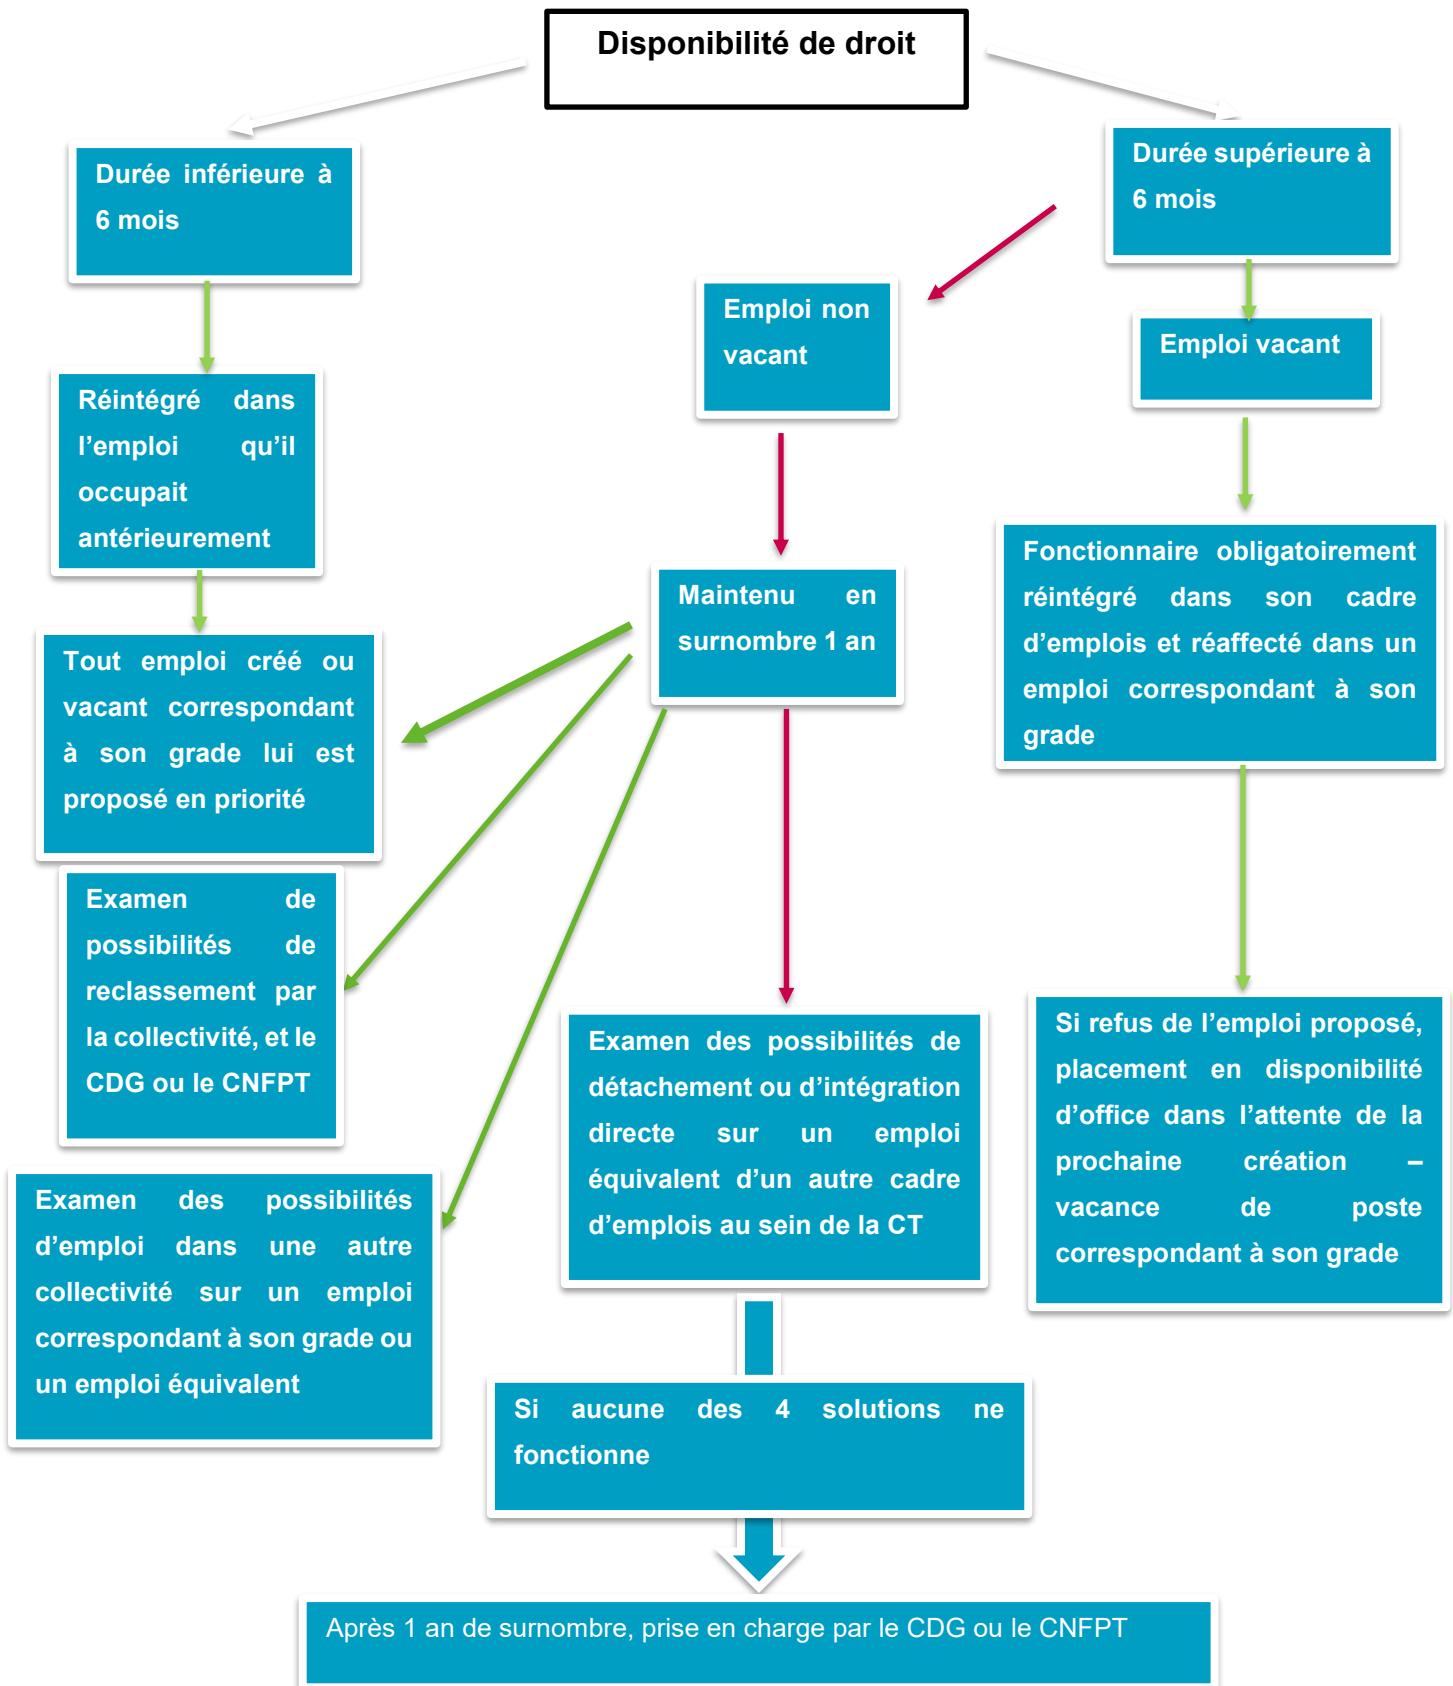 Disponibilité de droit
Durée inférieure à
6 mois
Durée supérieure à
6 mois
Emploi non
vacant
Emploi vacant
Réintégré dans
l’emploi qu’il
occupait
antérieurement
Fonctionnaire obligatoirement
réintégré dans son cadre
d’emplois et réaffecté dans un
emploi correspondant à son
grade
Maintenu en
surnombre 1 an
Tout emploi créé ou
vacant correspondant
à son grade lui est
proposé en priorité
Examen de
possibilités de
reclassement par
la collectivité, et le
CDG ou le CNFPT
Examen des possibilités de
détachement ou d’intégration
directe sur un emploi
équivalent d’un autre cadre
d’emplois au sein de la CT
Si refus de l’emploi proposé,
placement en disponibilité
d’office dans l’attente de la
prochaine création –
vacance de poste
correspondant à son grade
Examen des possibilités
d’emploi dans une autre
collectivité sur un emploi
correspondant à son grade ou
un emploi équivalent
Si aucune des 4 solutions ne
fonctionne
Après 1 an de surnombre, prise en charge par le CDG ou le CNFPT